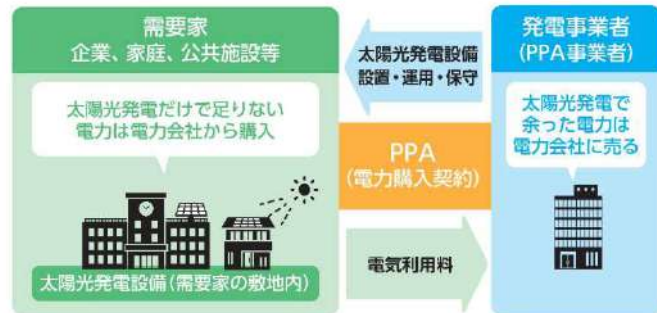 需要家
企業、家庭、公共施設等
太陽光発電だけで足りない
電力は電力会社から購入
太陽光発電設備(需要家の敷地内)
太陽光発電設備
設置・運用・保守
PPA
(電力購入契約)
電気利用料
発電事業者
(PPA事業者)
太陽光発電で
余った電力は
電力会社に売る